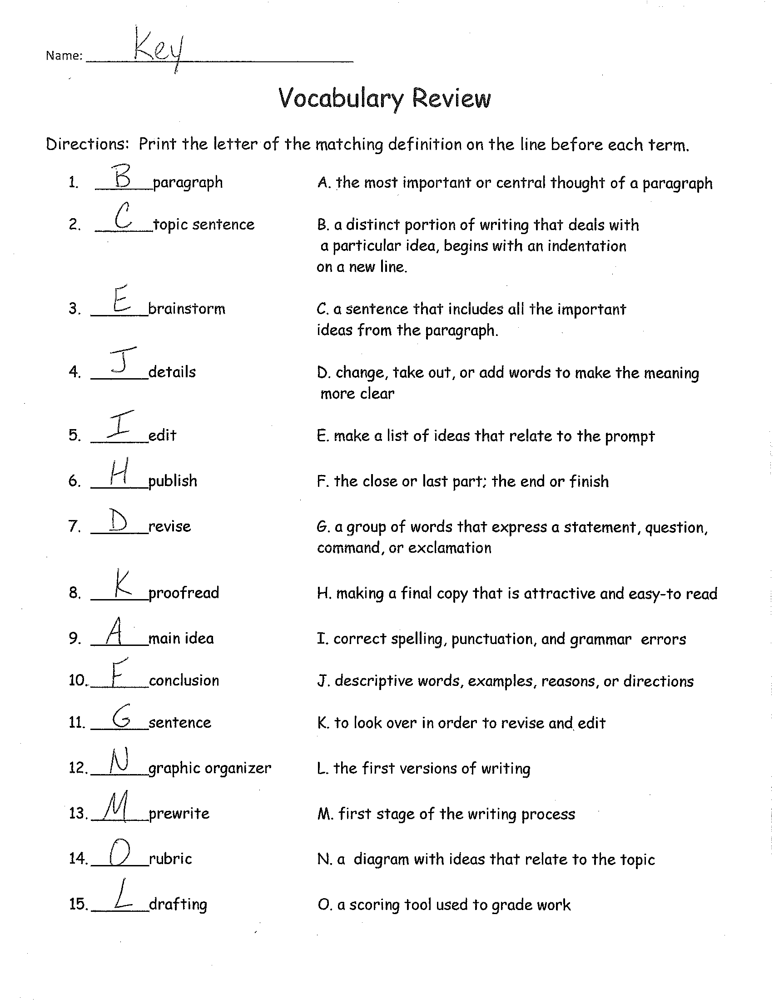 Name: Key
Vocabulary Review
Directions: Print the letter of the matching definition on the line before each term.
1. B paragraph A. the most important or central thought of a paragraph
2. C topic sentence B. a distinct portion of writing that deals with
a particular idea, begins with an indentation
on a new line.
3. E brainstorm C. a sentence that includes all the important
ideas from the paragraph.
4. J details D. change, take out, or add words to make the meaning
more clear
5. I edit E. make a list of ideas that relate to the prompt
6. H publish F. the close or last part; the end or finish
7. D revise G. a group of words that express a statement, question,
command, or exclamation
8. K proofread H. making a final copy that is attractive and easy-to read
9. A main idea I. correct spelling, punctuation, and grammar errors
10. F conclusion J. descriptive words, examples, reasons, or directions
11. G sentence K. to look over in order to revise and edit
12. N graphic organizer L. the first versions of writing
13. M prewrite M. first stage of the writing process
14. O rubric N. a diagram with ideas that relate to the topic
15. L drafting O. a scoring tool used to grade work